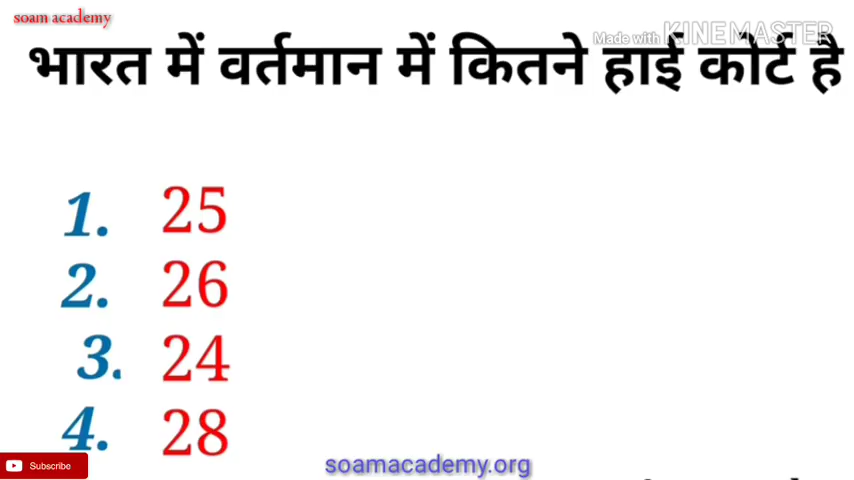 soam academy
Made with KINEMASTER
भारत में वर्तमान में कितने हाई कोर्ट है
1. 25
2. 26
3. 24
4. 28
Subscribe
soamacademy.org